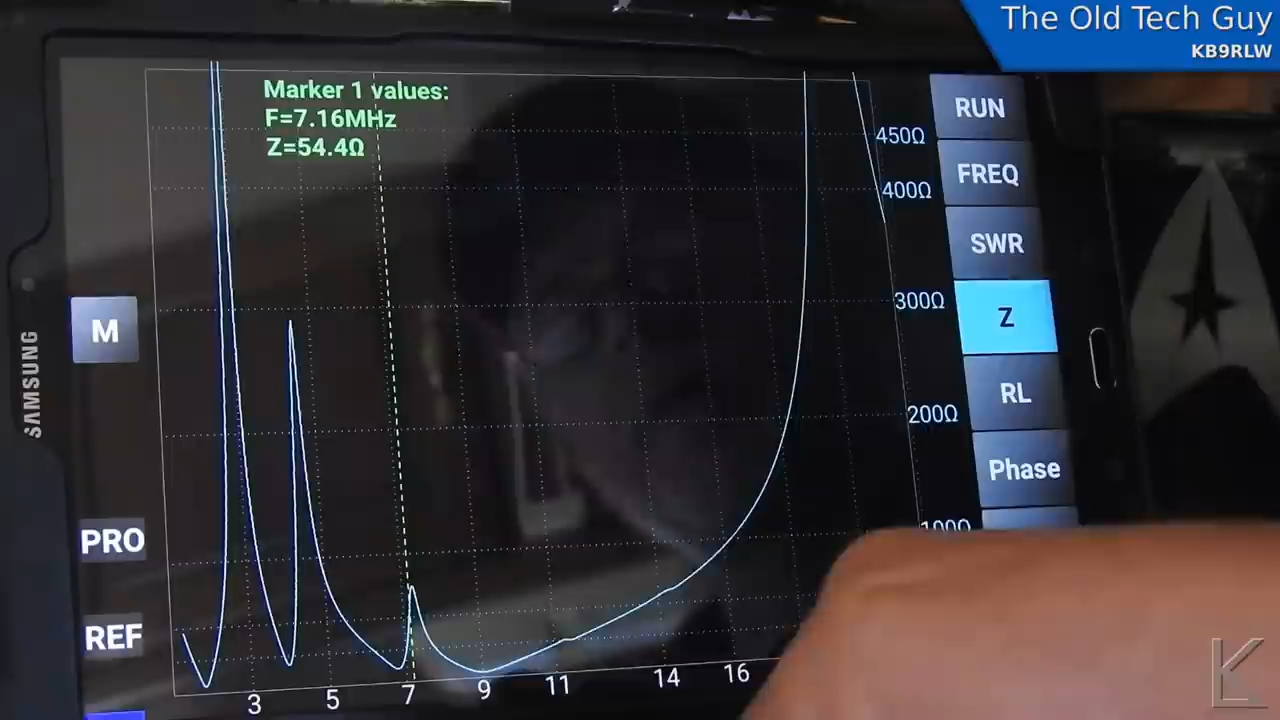 The Old Tech Guy
KB9RLW
Marker 1 values:
F=7.16MHz
Z=54.4Ω
450Ω
400Ω
300Ω
200Ω
100Ω
RUN
FREQ
SWR
Z
RL
Phase
M
PRO
REF
SAMSUNG
3
5
7
9
11
14
16